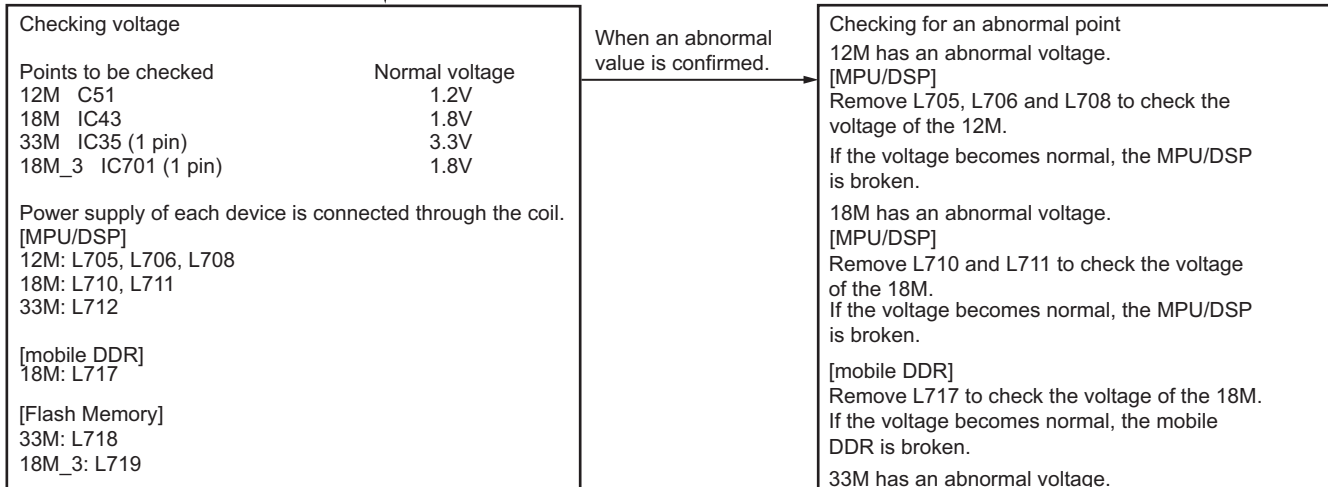 Checking voltage
Points to be checked Normal voltage
12M C51 1.2V
18M IC43 1.8V
33M IC35 (1 pin) 3.3V
18M_3 IC701 (1 pin) 1.8V
Power supply of each device is connected through the coil.
[MPU/DSP]
12M: L705, L706, L708
18M: L710, L711
33M: L712
[mobile DDR]
18M: L717
[Flash Memory]
33M: L718
18M_3: L719
When an abnormal
value is confirmed.
Checking for an abnormal point
12M has an abnormal voltage.
[MPU/DSP]
Remove L705, L706 and L708 to check the
voltage of the 12M.
If the voltage becomes normal, the MPU/DSP
is broken.
18M has an abnormal voltage.
[MPU/DSP]
Remove L710 and L711 to check the voltage
of the 18M.
If the voltage becomes normal, the MPU/DSP
is broken.
[mobile DDR]
Remove L717 to check the voltage of the 18M.
If the voltage becomes normal, the mobile
DDR is broken.
33M has an abnormal voltage.